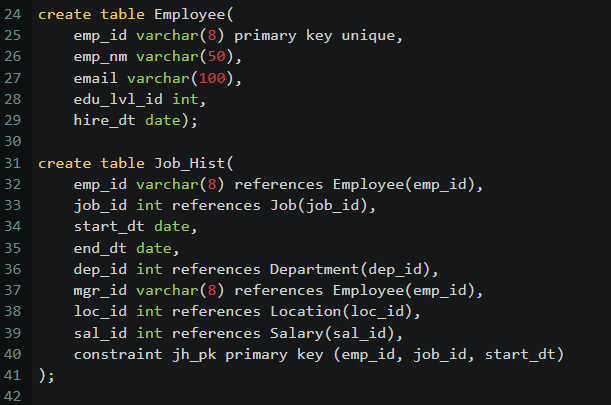 24 create table Employee(
25     emp_id varchar(8) primary key unique,
26     emp_nm varchar(50),
27     email varchar(100),
28     edu_lvl_id int,
29     hire_dt date);
30
31 create table Job_Hist(
32     emp_id varchar(8) references Employee(emp_id),
33     job_id int references Job(job_id),
34     start_dt date,
35     end_dt date,
36     dep_id int references Department(dep_id),
37     mgr_id varchar(8) references Employee(emp_id),
38     loc_id int references Location(loc_id),
39     sal_id int references Salary(sal_id),
40     constraint jh_pk primary key (emp_id, job_id, start_dt)
41 );
42